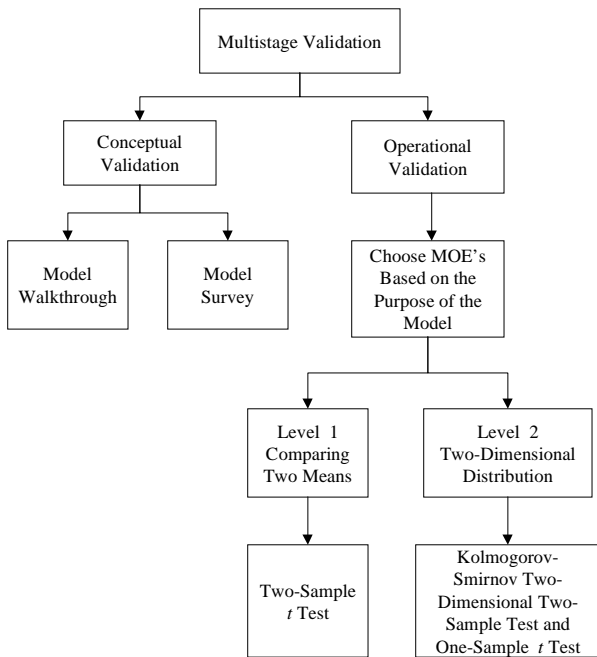 Multistage Validation
Conceptual
Validation
Operational
Validation
Model
Walkthrough
Model
Survey
Choose MOE’s
Based on the
Purpose of the
Model
Level 1
Comparing
Two Means
Level 2
Two-Dimensional
Distribution
Two-Sample
t Test
Kolmogorov-
Smirnov Two-
Dimensional Two-
Sample Test and
One-Sample t Test